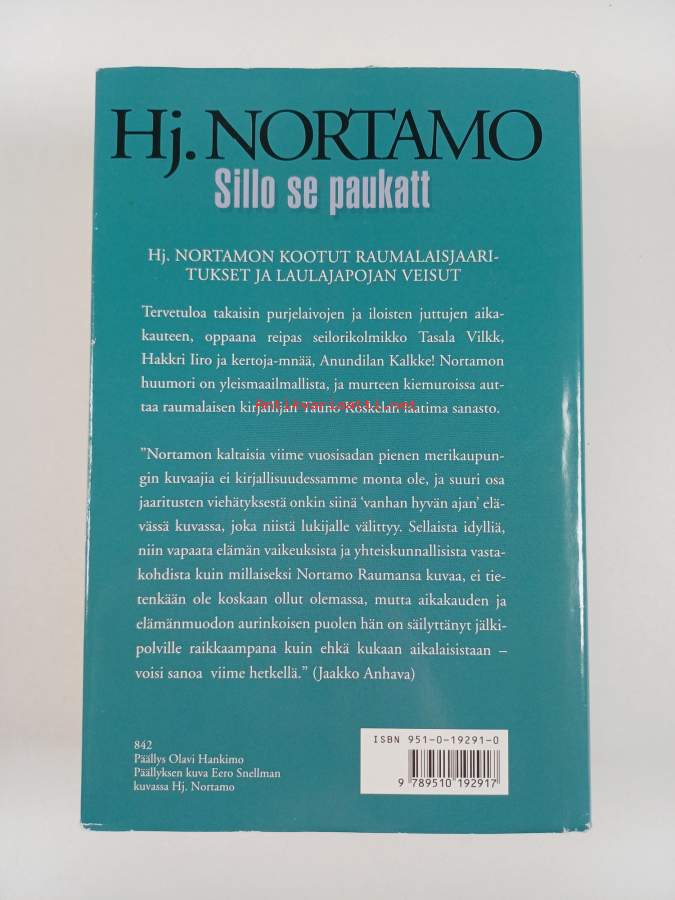 Hj. NORTAMO
Sillo se paukatt
Hj. NORTAMON KOOTUT RAUMALAISJAARI-
TUKSET JA LAULAJAPOJAN VEISUT
Tervetuloa takaisin purjelaivojen ja iloisten juttujen aika-
kauteen, oppaana reipas seilorikolmikko Tasala Vilkk,
Hakkri Iiro ja kertoja-mnää, Anundilan Kalkke! Nortamon
huumori on yleismaailmallista, ja murteen kiemuroissa aut-
taa raumalaisen kirjailijan Tauno Koskelan laatima sanasto.
Antikvariaatti.net
”Nortamon kaltaisia viime vuosisadan pienen merikaupun-
gin kuvaajia ei kirjallisuudessamme monta ole, ja suuri osa
jaaritusten viehätyksestä onkin siinä ‘vanhan hyvän ajan’ elä-
vässä kuvassa, joka niistä lukijalle välittyy. Sellaista idylliä,
niin vapaata elämän vaikeuksista ja yhteiskunnallisista vasta-
kohdista kuin millaiseksi Nortamo Raumansa kuvaa, ei tie-
tenkään ole koskaan ollut olemassa, mutta aikakauden ja
elämänmuodon aurinkoisen puolen hän on säilyttänyt jälki-
polville raikkaampana kuin ehkä kukaan aikalaisistaan –
voisi sanoa viime hetkellä.” (Jaakko Anhava)
842
Päällys Olavi Hankimo
Päällyksen kuva Eero Snellman
kuvassa Hj. Nortamo
ISBN 951-0-19291-0
9 789510 192917